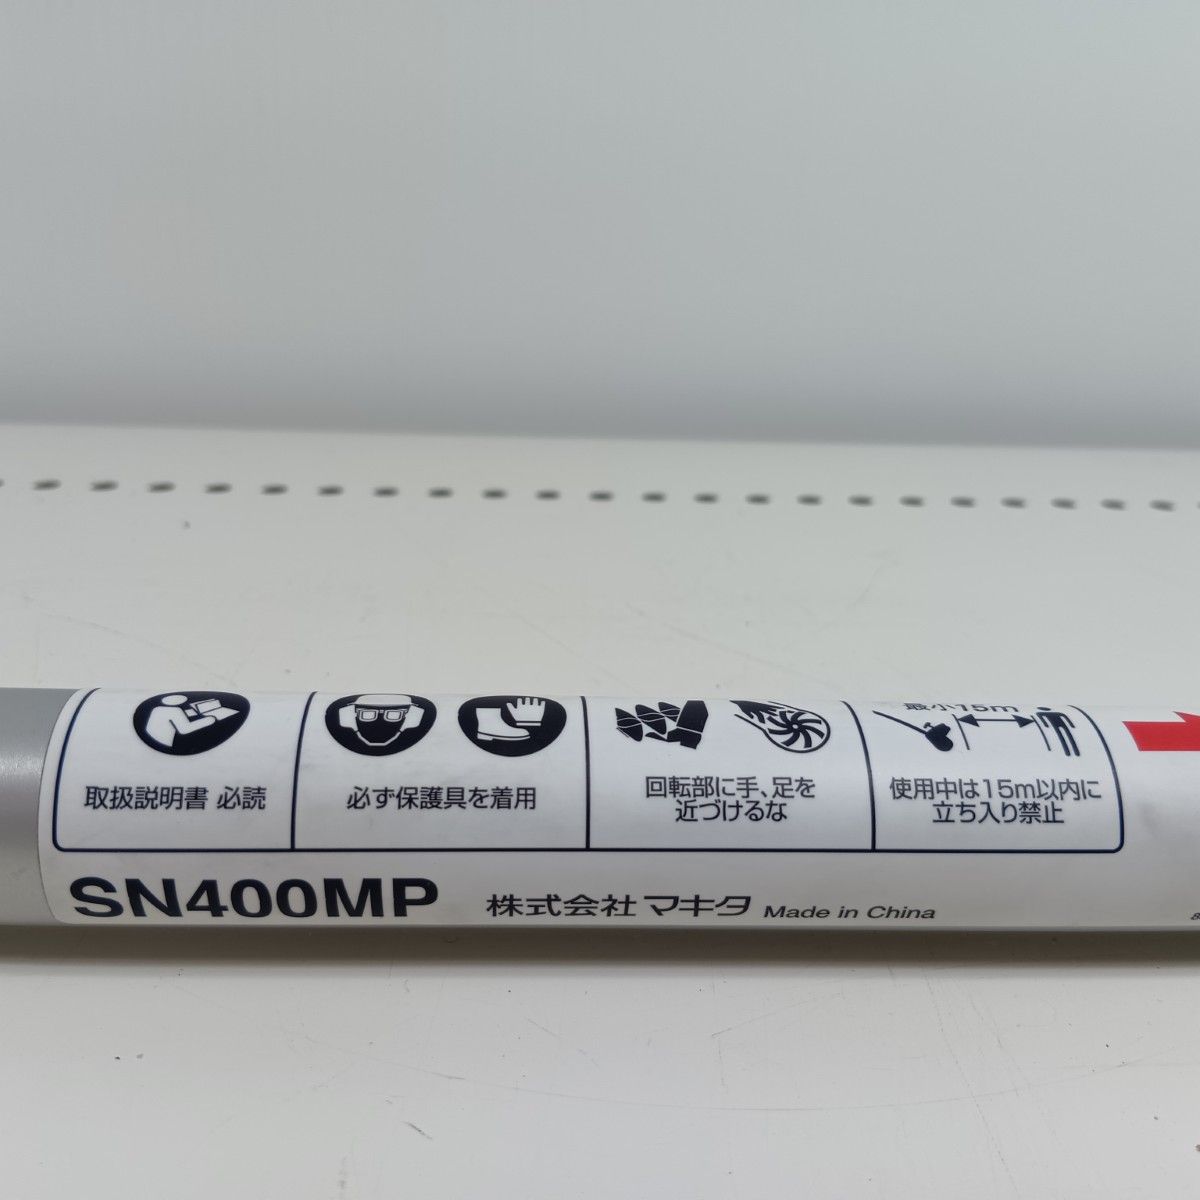 取扱説明書 必読
必ず保護具を着用
回転部に手、足を
近づけるな
最小15m
使用中は15m以内に
立ち入り禁止
SN400MP 株式会社マキタ Made in China